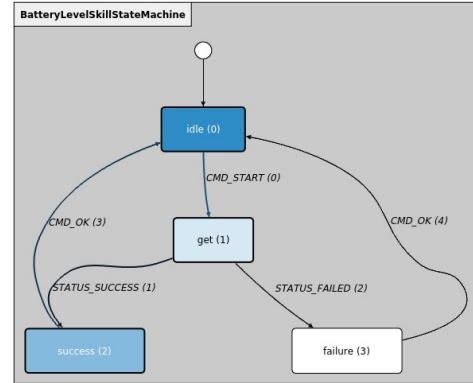 BatteryLevelSkillStateMachine
idle (0)
CMD_START (0)
CMD_OK (3)
CMD_OK (4)
get (1)
STATUS_SUCCESS (1)
STATUS_FAILED (2)
success (2)
failure (3)